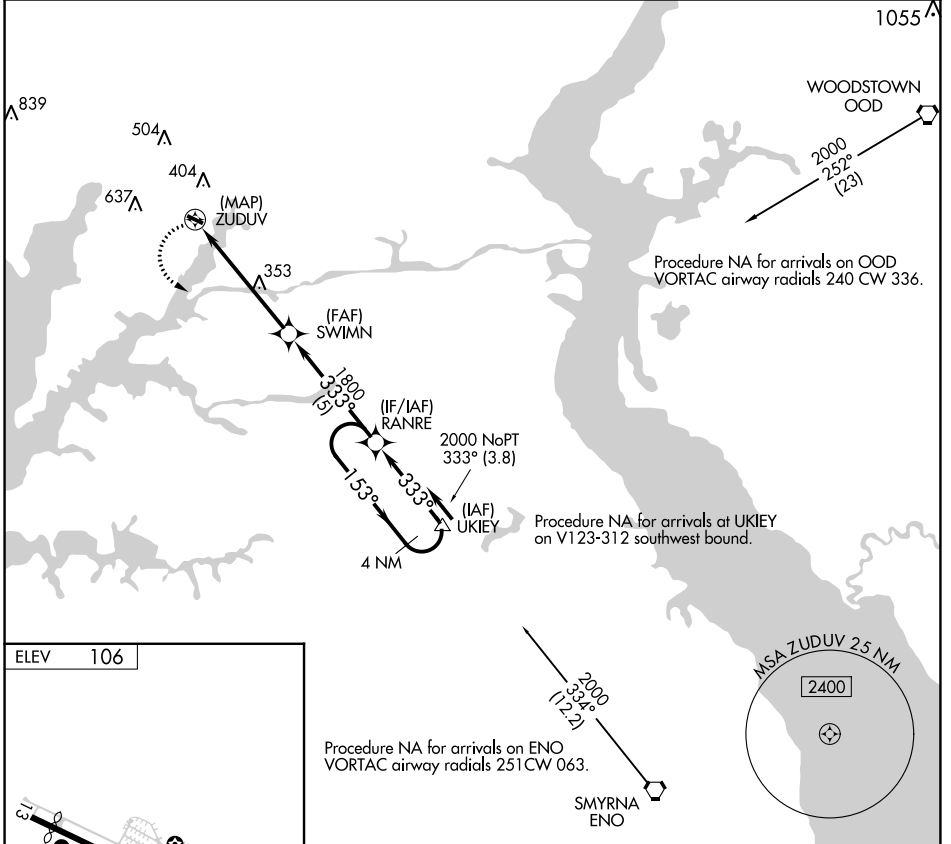 1055
WOODSTOWN
OOD
839
504
2000
252°
(23)
404
637
(MAP)
ZUDUV
Procedure NA for arrivals on OOD
VORTAC airway radials 240 CW 336.
353
(FAF)
SWIMN
1800
333°
(5)
(IF/IAF)
RANRE
2000 NoPT
333° (3.8)
333°
153°
(IAF)
UKIEY
Procedure NA for arrivals at UKIEY
on V123-312 southwest bound.
4 NM
ELEV 106
MSA ZUDUV 25 NM
2400
2000
334°
(12.2)
Procedure NA for arrivals on ENO
VORTAC airway radials 251CW 063.
SMYRNA
ENO
13